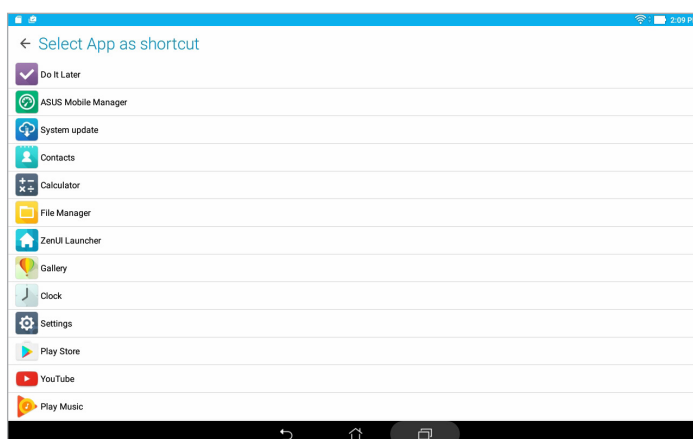 2:09 P
Select App as shortcut
Do It Later
ASUS Mobile Manager
System update
Contacts
Calculator
File Manager
ZenUI Launcher
Gallery
Clock
Settings
Play Store
YouTube
Play Music